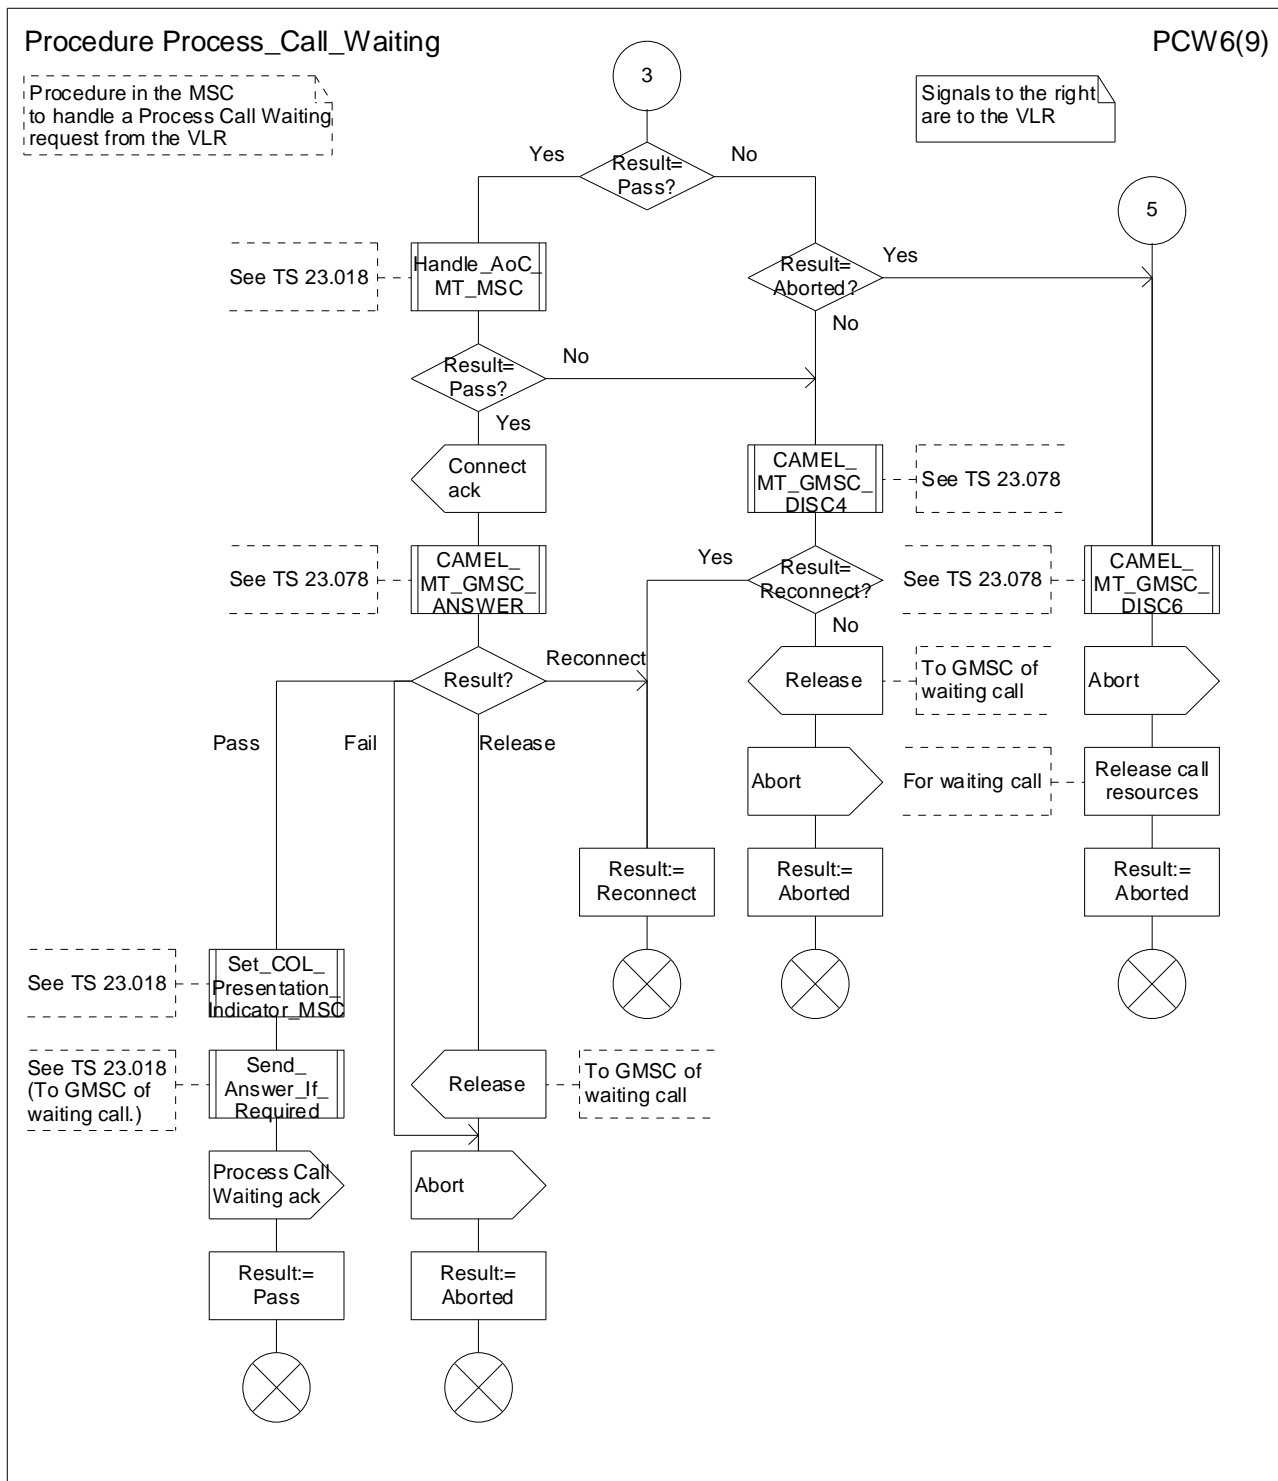 Procedure Process_Call_Waiting
PCW6(9)
Procedure in the MSC
to handle a Process Call Waiting
request from the VLR
3
Signals to the right
are to the VLR
Yes
Result=
Pass?
No
5
See TS 23.018
Handle_AoC_
MT_MSC
Result=
Aborted?
Yes
No
Result=
Pass?
No
Yes
Connect
ack
CAMEL_
MT_GMSC_
DISC4
See TS 23.078
See TS 23.078
CAMEL_
MT_GMSC_
ANSWER
Yes
Result=
Reconnect?
No
See TS 23.078
CAMEL_
MT_GMSC_
DISC6
Result?
Reconnect
Release
To GMSC of
waiting call
Abort
Pass
Fail
Release
Abort
For waiting call
Release call
resources
Result:=
Reconnect
Result:=
Aborted
Result:=
Aborted
See TS 23.018
Set_COL_
Presentation_
Indicator_MSC
See TS 23.018
(To GMSC of
waiting call.)
Send_
Answer_If_
Required
Release
To GMSC of
waiting call
Process Call
Waiting ack
Abort
Result:=
Pass
Result:=
Aborted